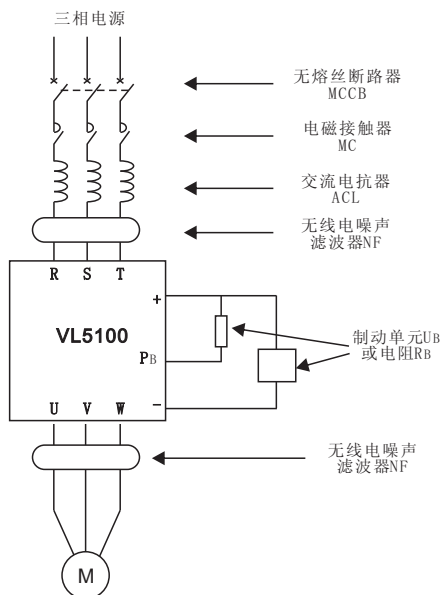 三相电源
无熔丝断路器
MCCB
电磁接触器
MC
交流电抗器
ACL
无线电噪声
滤波器NF
R S T
+
VL5100
PB
制动单元UB
或电阻RB
U V W
−
无线电噪声
滤波器NF
M